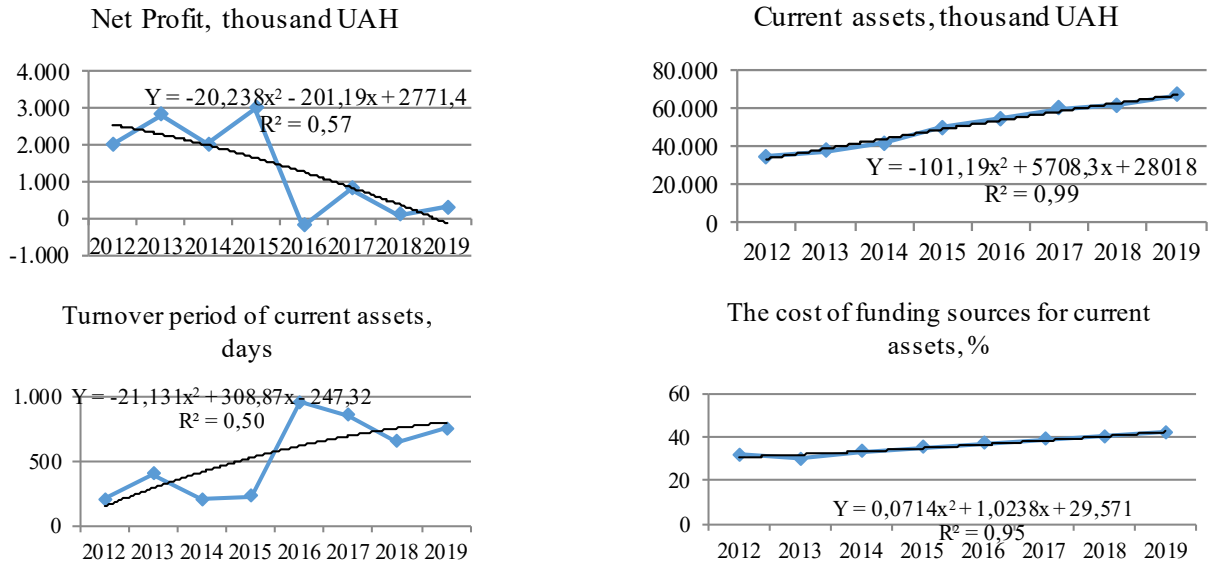 Net Profit, thousand UAH
4.000
3.000
2.000
1.000
0
-1.000
Y = -20,238x² - 201,19x + 2771,4
R² = 0,57
2012 2013 2014 2015 2016 2017 2018 2019
Current assets, thousand UAH
80.000
60.000
40.000
20.000
0
Y = -101,19x² + 5708,3x + 28018
R² = 0,99
2012 2013 2014 2015 2016 2017 2018 2019
Turnover period of current assets,
days
1.000
500
0
Y = -21,131x² + 308,87x - 247,32
R² = 0,50
2012 2013 2014 2015 2016 2017 2018 2019
The cost of funding sources for current
assets, %
60
40
20
0
Y = 0,0714x² + 1,0238x + 29,571
R² = 0,95
2012 2013 2014 2015 2016 2017 2018 2019